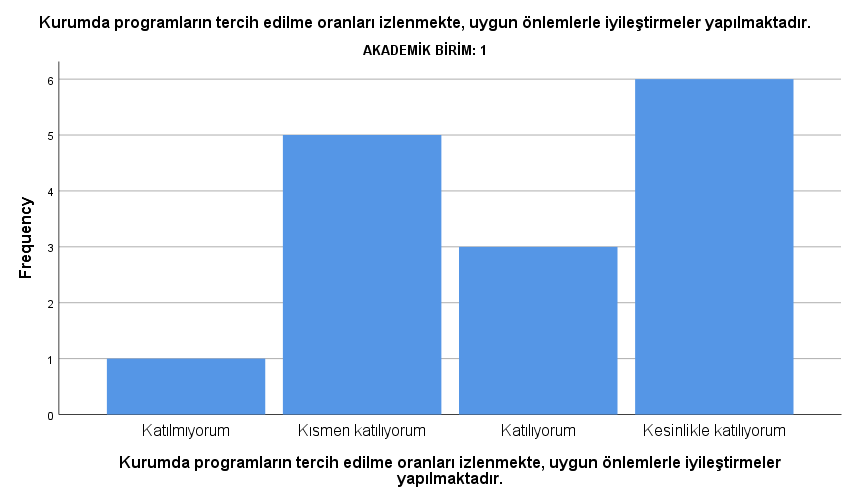 Kurumda programların tercih edilme oranları izlenmekte, uygun önlemlerle iyileştirmeler yapılmaktadır.
AKADEMİK BİRİM: 1
Frequency
6
5
4
3
2
1
0
Katılmıyorum
Kısmen katılıyorum
Katılıyorum
Kesinlikle katılıyorum
Kurumda programların tercih edilme oranları izlenmekte, uygun önlemlerle iyileştirmeler
yapılmaktadır.